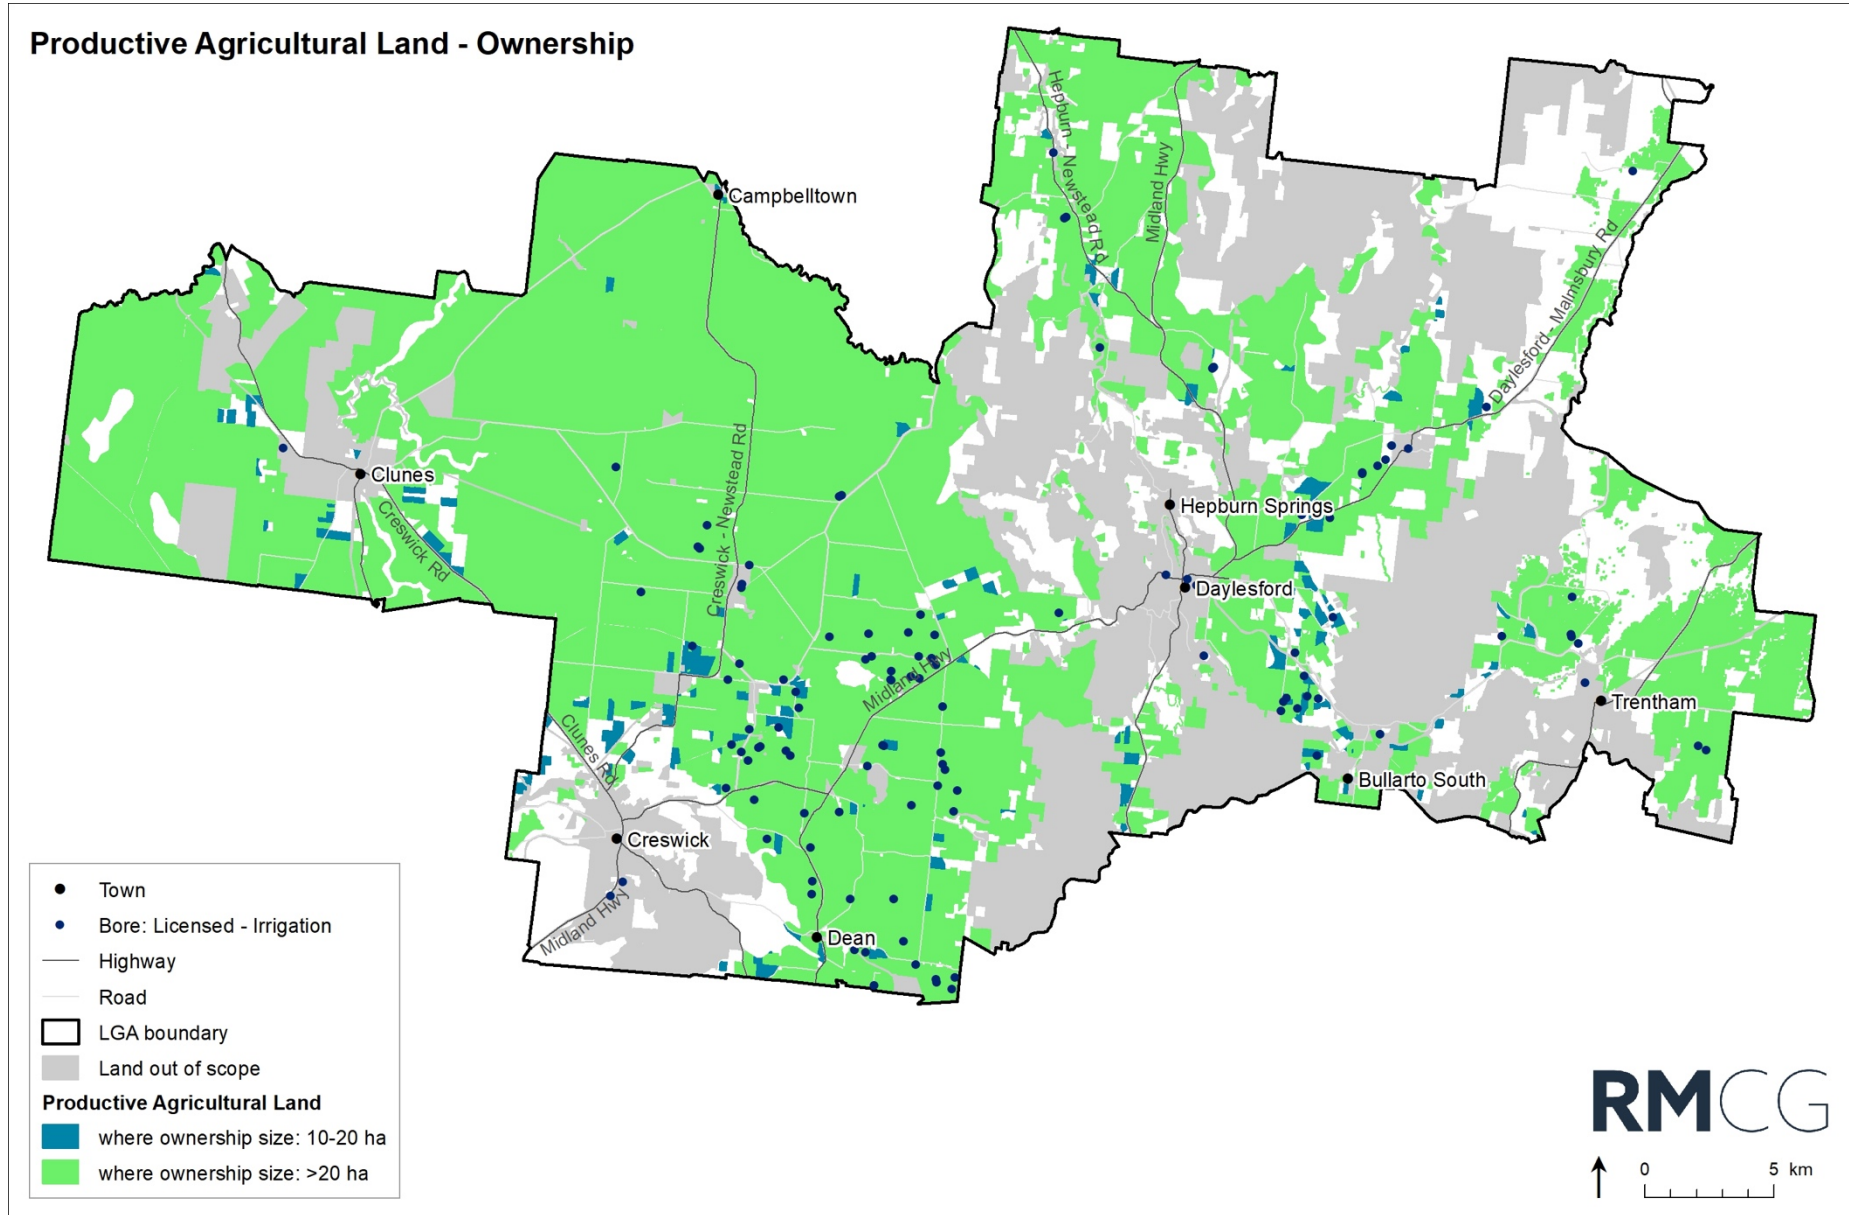 Productive Agricultural Land - Ownership
Hepburn - Newstead Rd
Midland Hwy
Campbelltown
Daylesford - Malmsbury Rd
Clunes
Creswick Rd
Creswick - Newstead Rd
Hepburn Springs
Daylesford
Midland Hwy
Trentham
Clunes Rd
Bullarto South
Creswick
Midland Hwy
Dean
Town
Bore: Licensed - Irrigation
Highway
Road
LGA boundary
Land out of scope
Productive Agricultural Land
where ownership size: 10-20 ha
where ownership size: >20 ha
RMCG
0 5 km